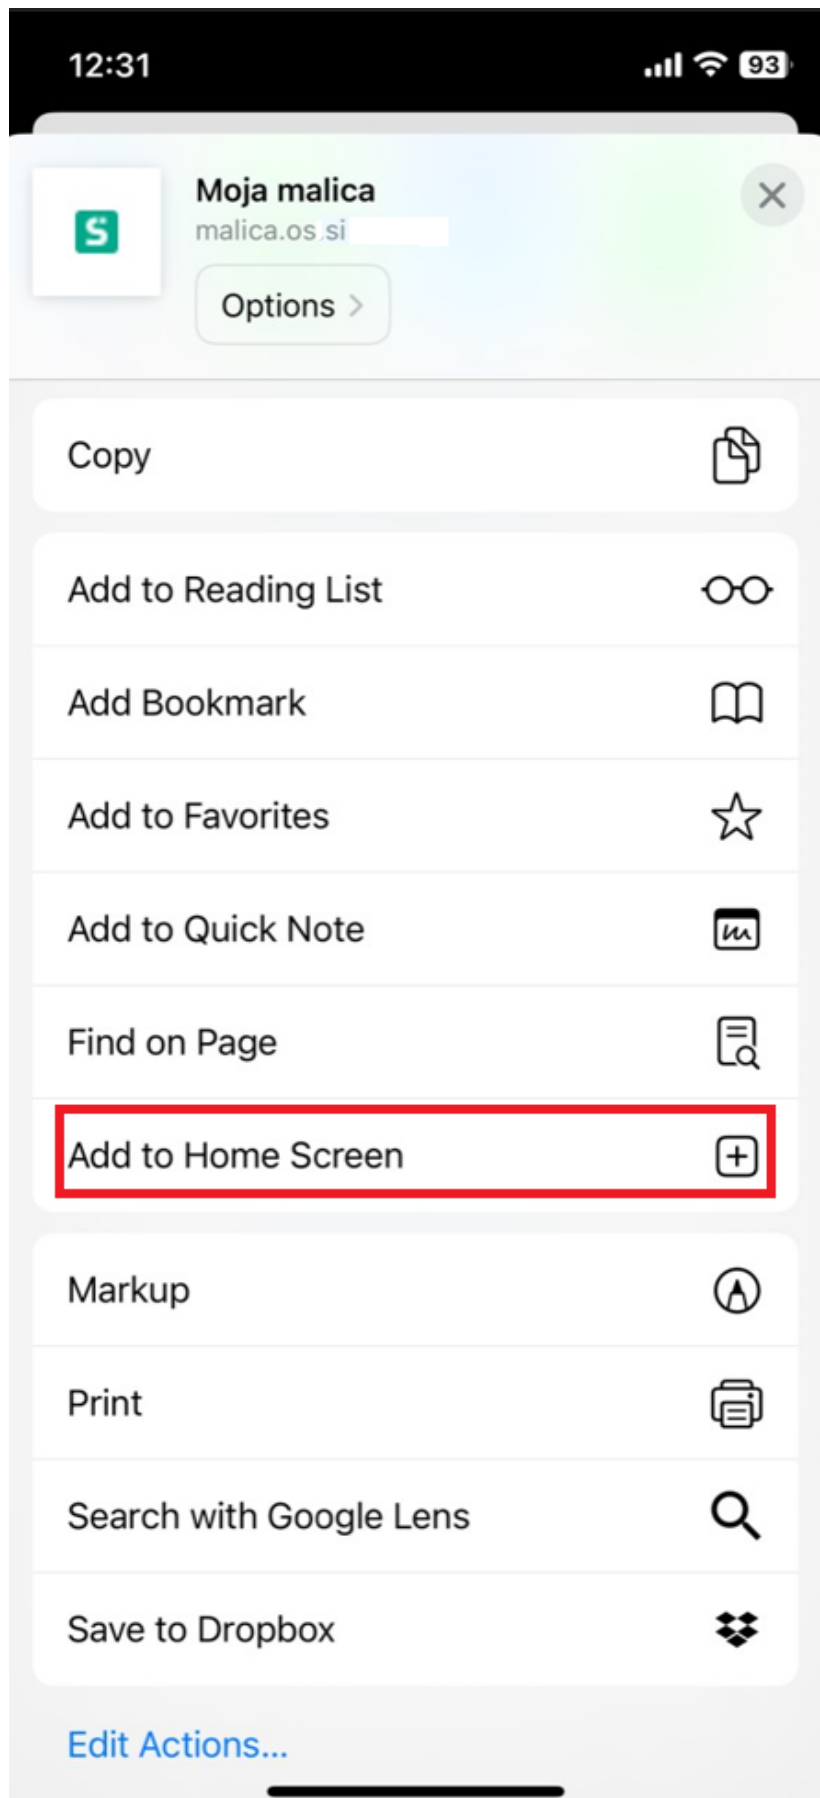 12:31
93
S
Moja malica
malica.os.si
Options
Copy
Add to Reading List
Add Bookmark
Add to Favorites
Add to Quick Note
Find on Page
Add to Home Screen
Markup
Print
Search with Google Lens
Save to Dropbox
Edit Actions...